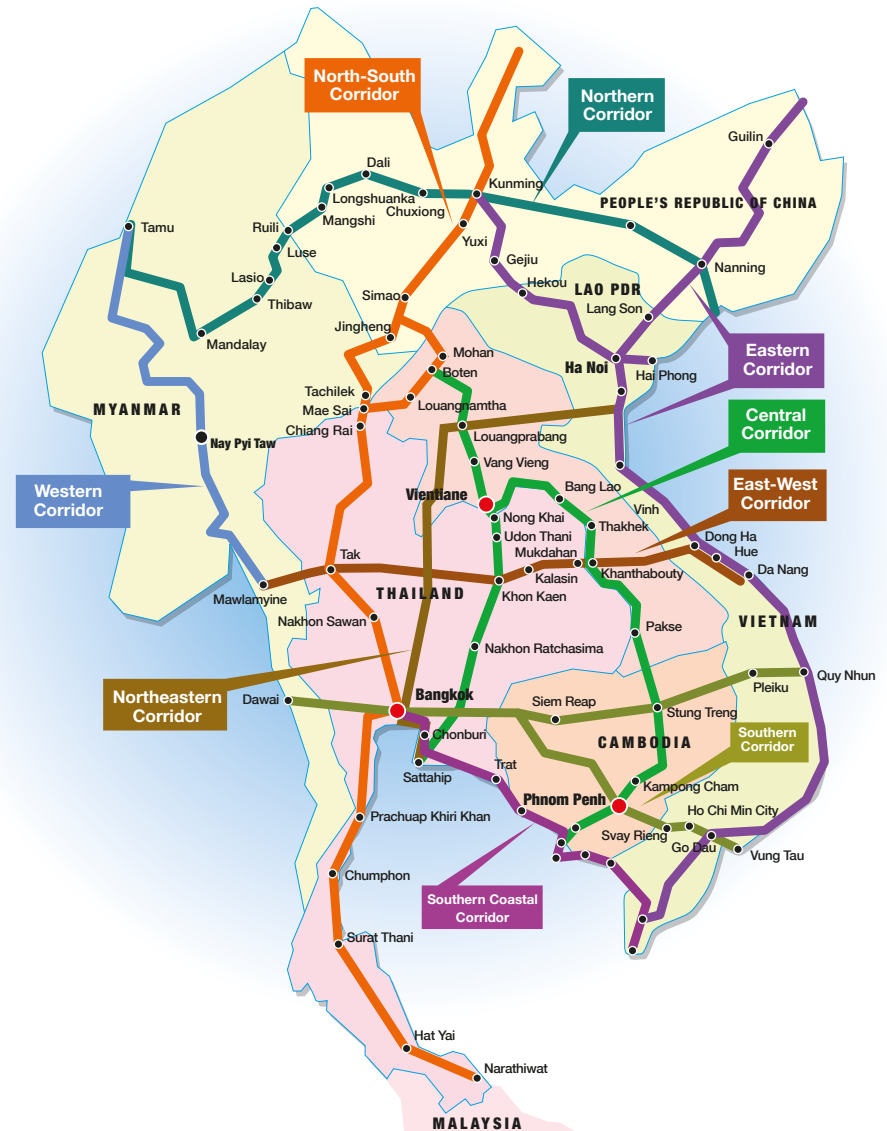 North-South
Corridor
Northern
Corridor
Guilin
Dali
Kunming
Longshuanka
Chuxiong
Mangshi
PEOPLE'S REPUBLIC OF CHINA
Tamu
Ruili
Luse
Yuxi
Gejiu
Nanning
Lasio
Hekou
LAO PDR
Simao
Thibaw
Lang Son
Jingheng
Mandalay
Mohan
Ha Noi
Hai Phong
Eastern
Corridor
Boten
Tachilek
Mae Sai
Louangnamtha
MYANMAR
Chiang Rai
Central
Corridor
Nay Pyi Taw
Louangprabang
Vang Vieng
Western
Corridor
Vientiane
Bang Lao
East-West
Corridor
Nong Khai
Vinh
Thakhek
Udon Thani
Dong Ha
Mukdahan
Hue
Tak
Kalasin
Khanthabouty
Da Nang
Mawlamyine
THAILAND
Khon Kaen
Nakhon Sawan
VIETNAM
Pakse
Nakhon Ratchasima
Quy Nhun
Pleiku
Northeastern
Corridor
Bangkok
Dawai
Siem Reap
Stung Treng
Chonburi
CAMBODIA
Southern
Corridor
Sattahip
Trat
Kampong Cham
Phnom Penh
Ho Chi Min City
Prachuap Khiri Khan
Svay Rieng
Go Dau
Vung Tau
Chumphon
Southern Coastal
Corridor
Surat Thani
Hat Yai
Narathiwat
MALAYSIA